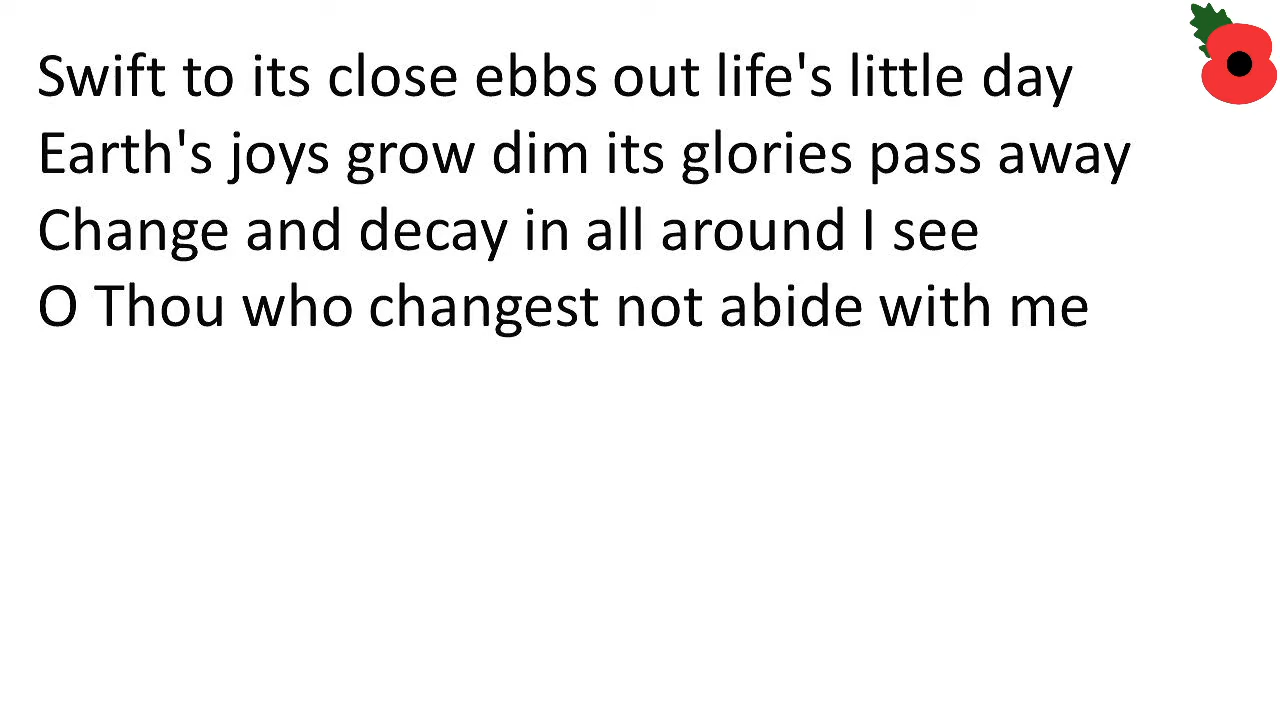 Swift to its close ebbs out life's little day
Earth's joys grow dim its glories pass away
Change and decay in all around I see
O Thou who changest not abide with me